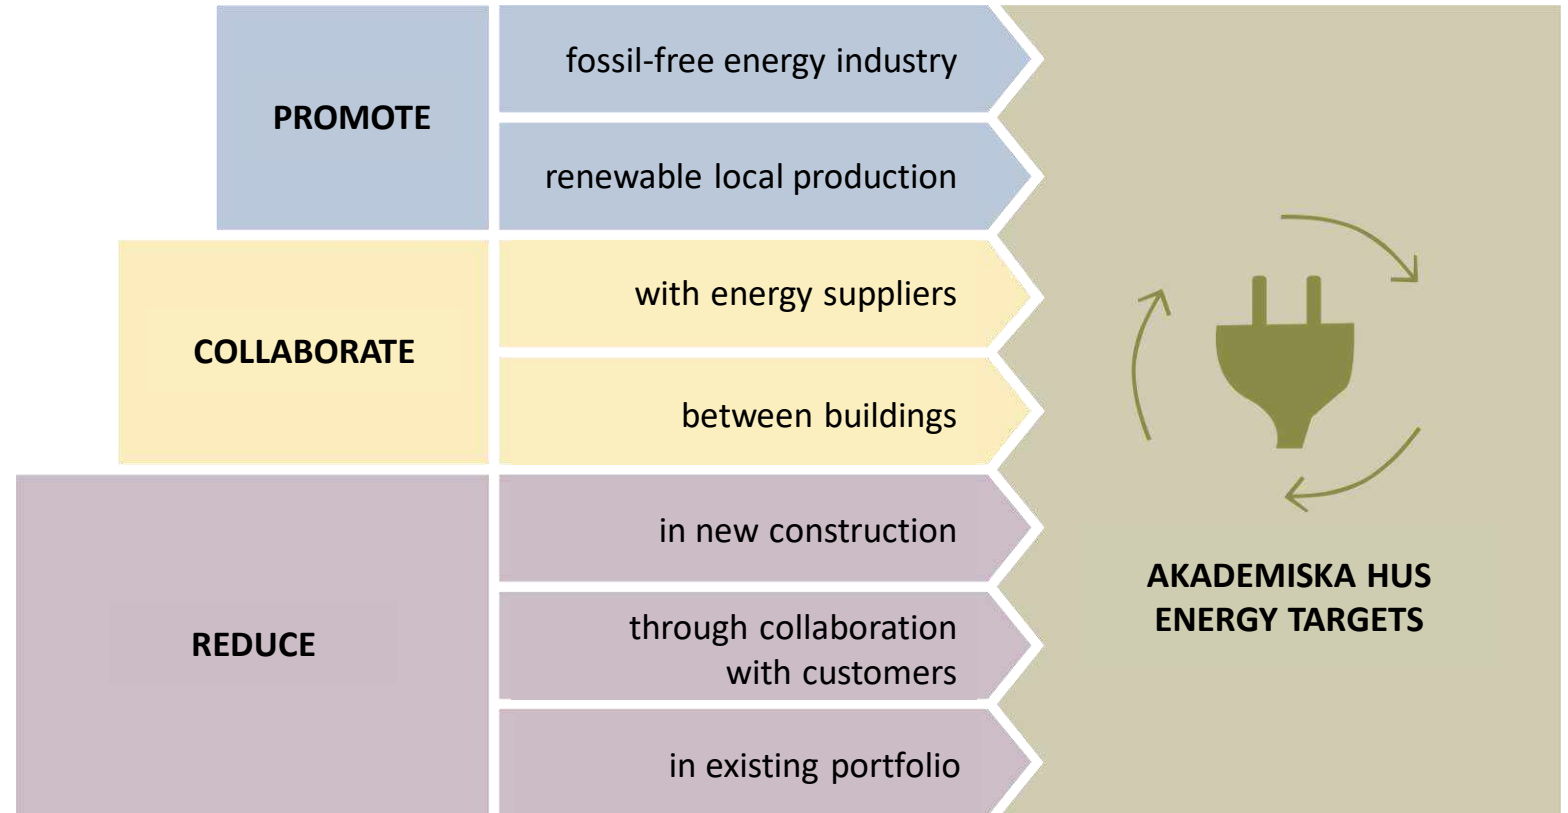 PROMOTE
fossil-free energy industry
renewable local production
COLLABORATE
with energy suppliers
between buildings
REDUCE
in new construction
through collaboration
with customers
in existing portfolio
AKADEMISKA HUS
ENERGY TARGETS